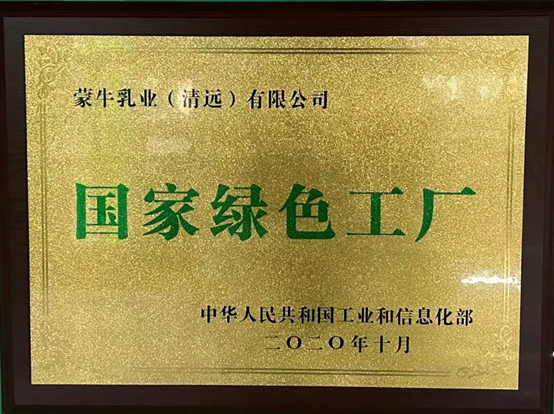 蒙牛乳业（清远）有限公司
国家绿色工厂
中华人民共和国工业和信息化部
二〇二〇年十月